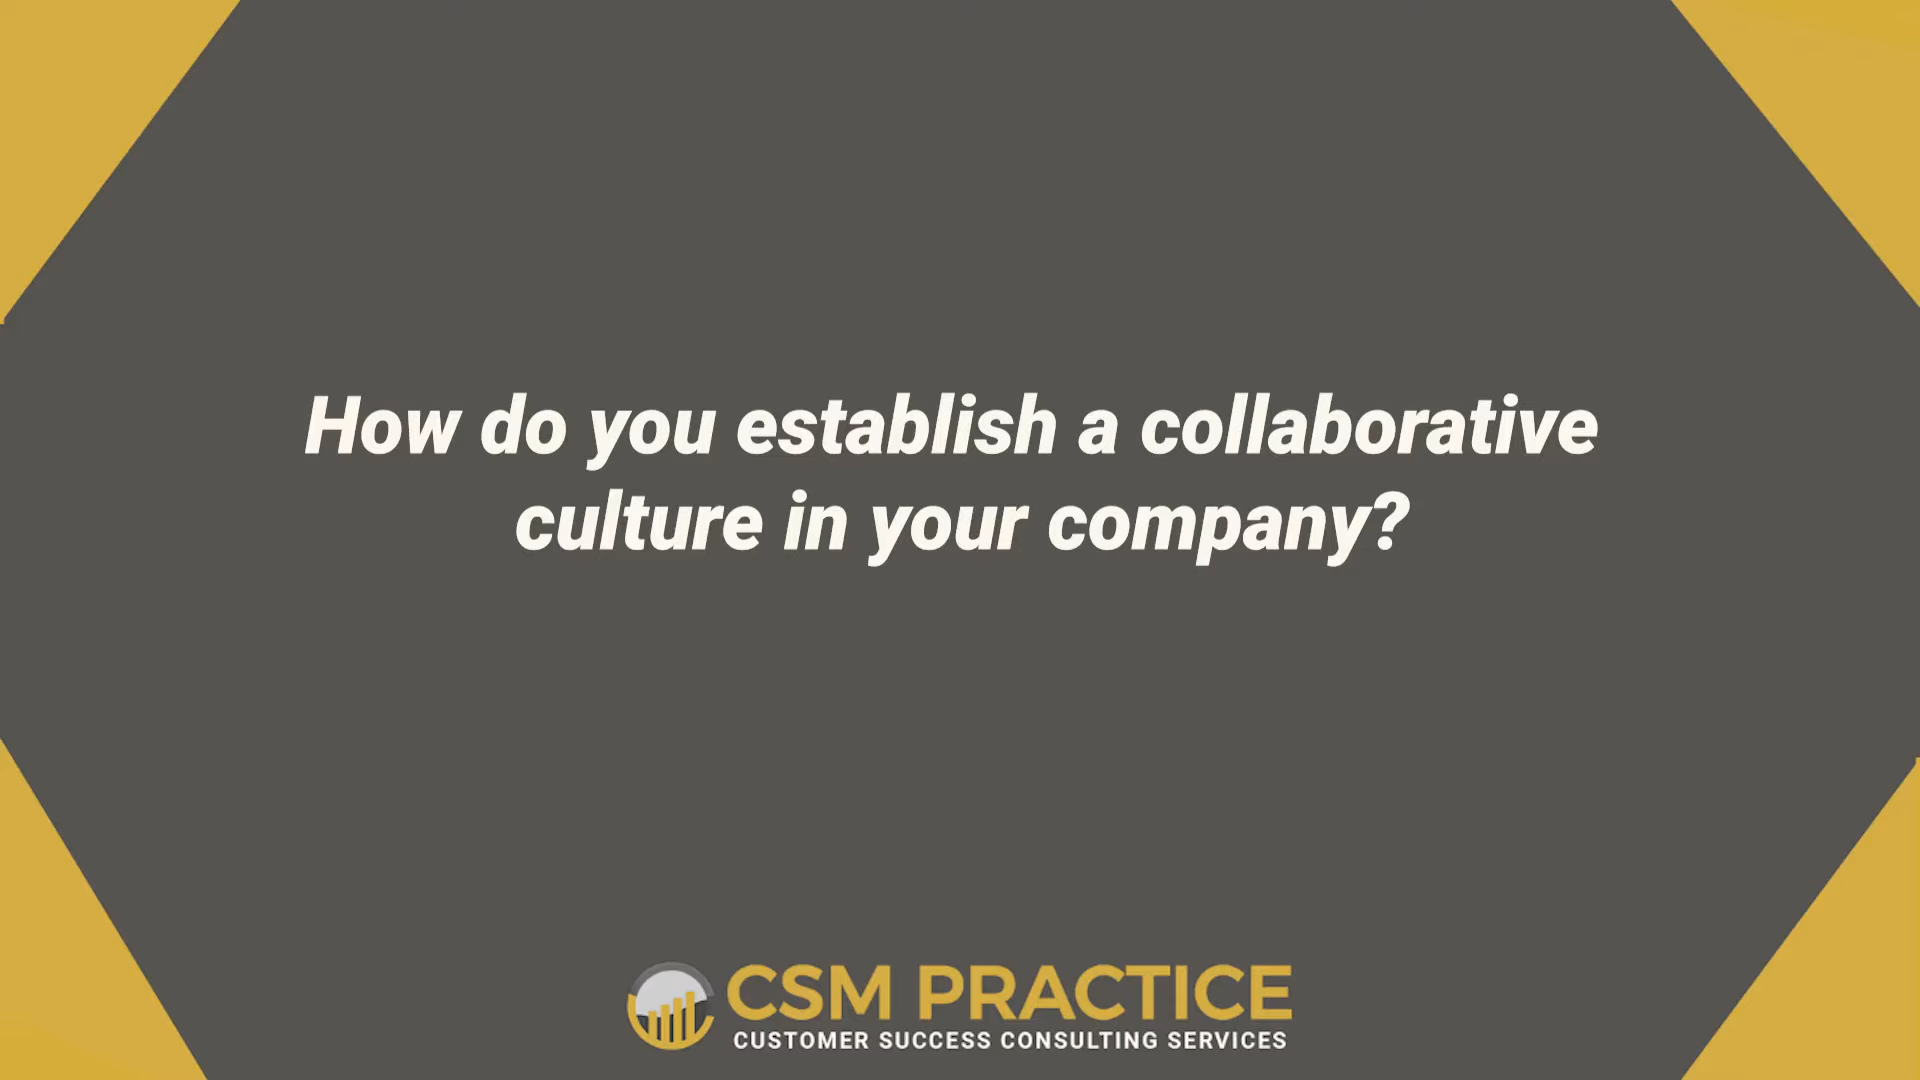 How do you establish a collaborative
culture in your company?
CSM PRACTICE
CUSTOMER SUCCESS CONSULTING SERVICES